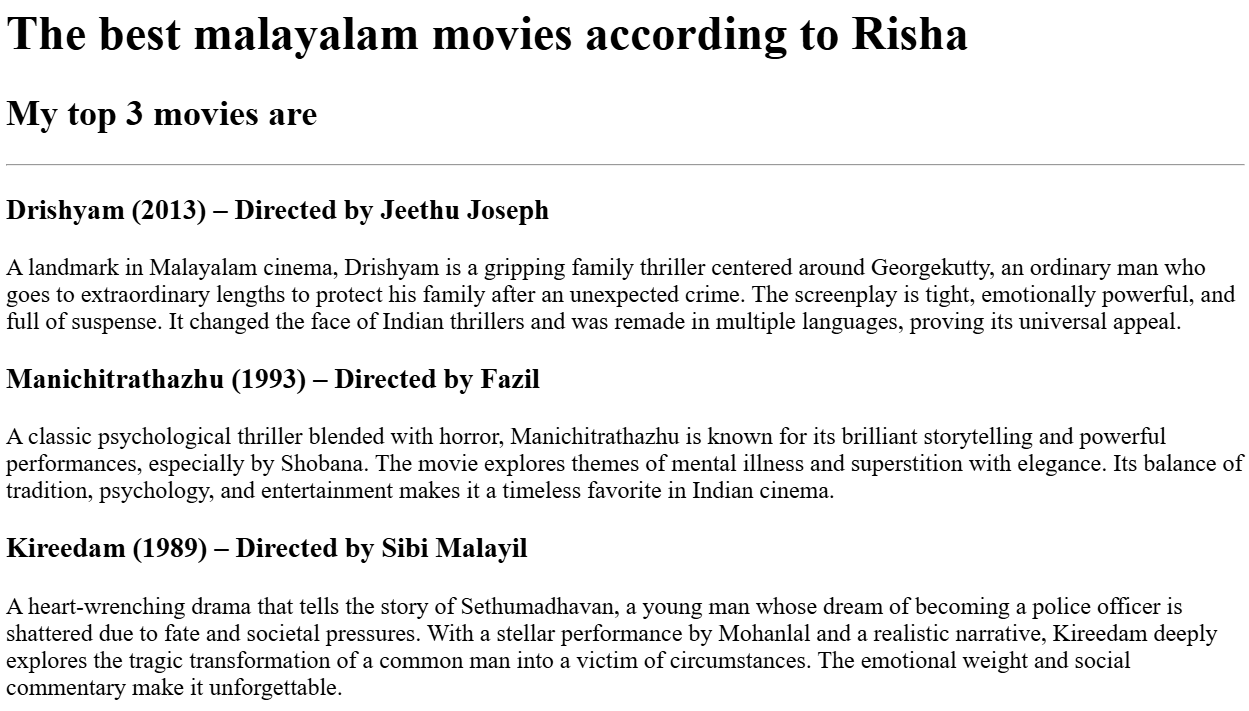 The best malayalam movies according to Risha
My top 3 movies are
Drishyam (2013) – Directed by Jeethu Joseph
A landmark in Malayalam cinema, Drishyam is a gripping family thriller centered around Georgekutty, an ordinary man who
goes to extraordinary lengths to protect his family after an unexpected crime. The screenplay is tight, emotionally powerful, and
full of suspense. It changed the face of Indian thrillers and was remade in multiple languages, proving its universal appeal.
Manichitrathazhu (1993) – Directed by Fazil
A classic psychological thriller blended with horror, Manichitrathazhu is known for its brilliant storytelling and powerful
performances, especially by Shobana. The movie explores themes of mental illness and superstition with elegance. Its balance of
tradition, psychology, and entertainment makes it a timeless favorite in Indian cinema.
Kireedam (1989) – Directed by Sibi Malayil
A heart-wrenching drama that tells the story of Sethumadhavan, a young man whose dream of becoming a police officer is
shattered due to fate and societal pressures. With a stellar performance by Mohanlal and a realistic narrative, Kireedam deeply
explores the tragic transformation of a common man into a victim of circumstances. The emotional weight and social
commentary make it unforgettable.